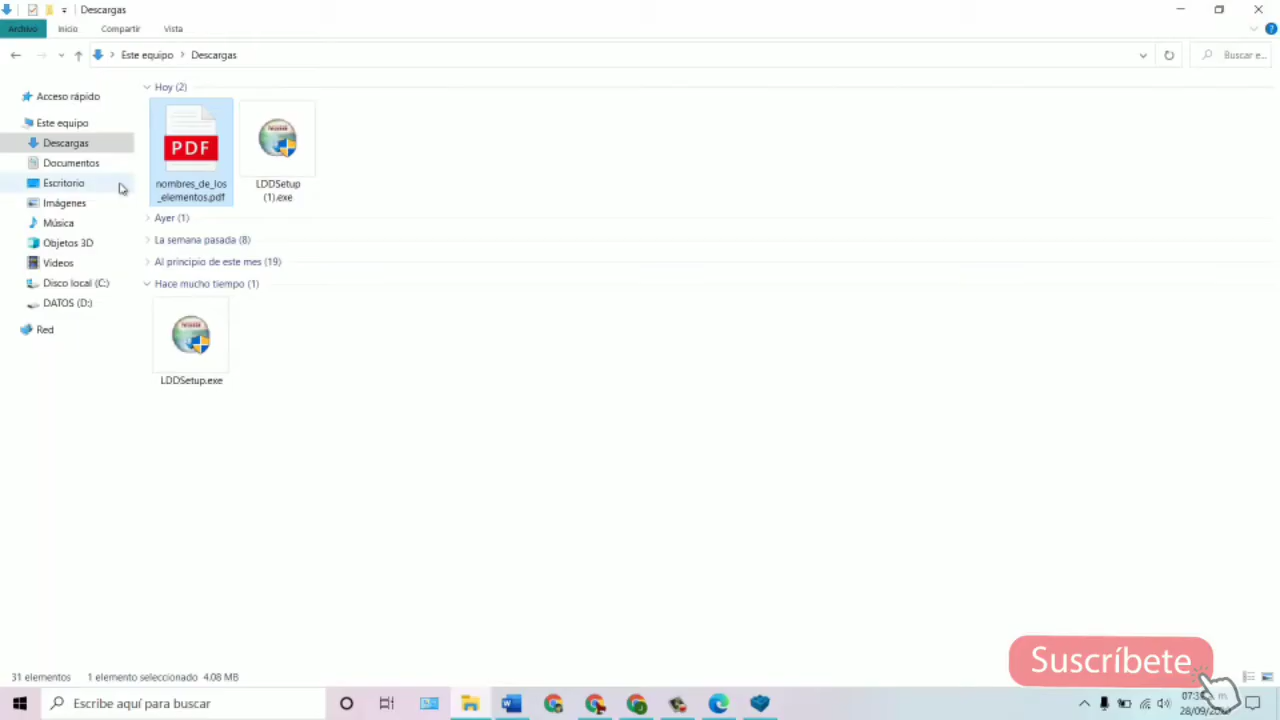 Descargas
Archivo Inicio Compartir Vista
Este equipo Descargas
Buscar e...
Acceso rápido
Este equipo
Descargas
Documentos
Escritorio
Imágenes
Música
Objetos 3D
Videos
Disco local (C:)
DATOS (D:)
Red
Hoy (2)
PDF
nombres_de_los
_elementos.pdf
LDDSetup
(1).exe
Ayer (1)
La semana pasada (8)
Al principio de este mes (19)
Hace mucho tiempo (1)
LDDSetup.exe
Suscríbete
31 elementos 1 elemento seleccionado 4.08 MB
Escribe aquí para buscar